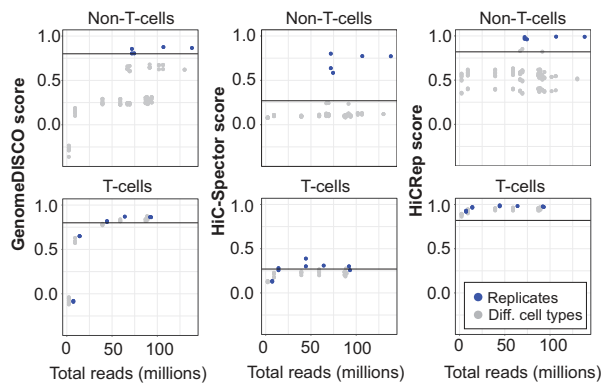 Non-T-cells
Non-T-cells
Non-T-cells
GenomeDISCO score
HiC-Spector score
HiCRep score
1.0
0.5
0.0
1.0
0.5
0.0
1.0
0.5
0.0
T-cells
T-cells
T-cells
1.0
0.5
0.0
1.0
0.5
0.0
1.0
0.5
0.0
Replicates
Diff. cell types
0 50 100
0 50 100
0 50 100
Total reads (millions)
Total reads (millions)
Total reads (millions)